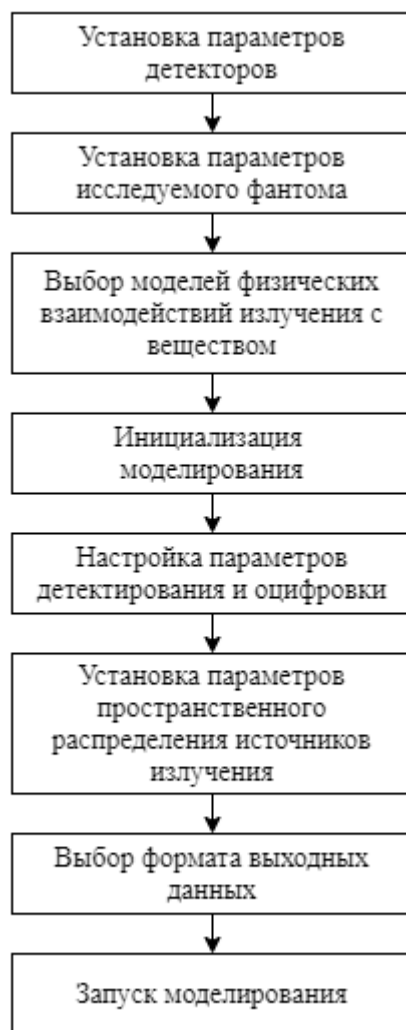 Установка параметров
детекторов
Установка параметров
исследуемого фантома
Выбор моделей физических
взаимодействий излучения с
веществом
Инициализация
моделирования
Настройка параметров
детектирования и оцифровки
Установка параметров
пространственного
распределения источников
излучения
Выбор формата выходных
данных
Запуск моделирования